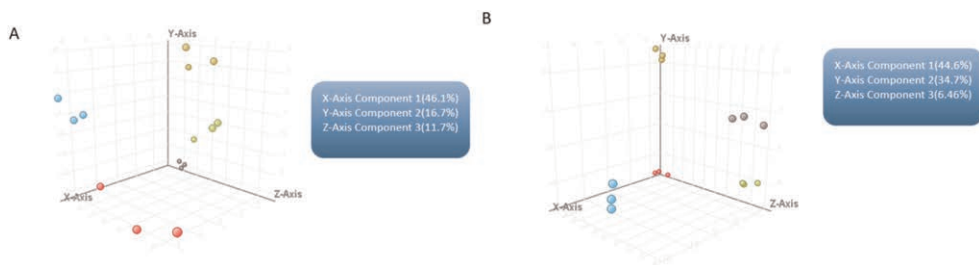 A
Y-Axis
X-Axis
Z-Axis
X-Axis Component 1(46.1%)
Y-Axis Component 2(16.7%)
Z-Axis Component 3(11.7%)
B
Y-Axis
X-Axis
Z-Axis
X-Axis Component 1(44.6%)
Y-Axis Component 2(34.7%)
Z-Axis Component 3(6.46%)